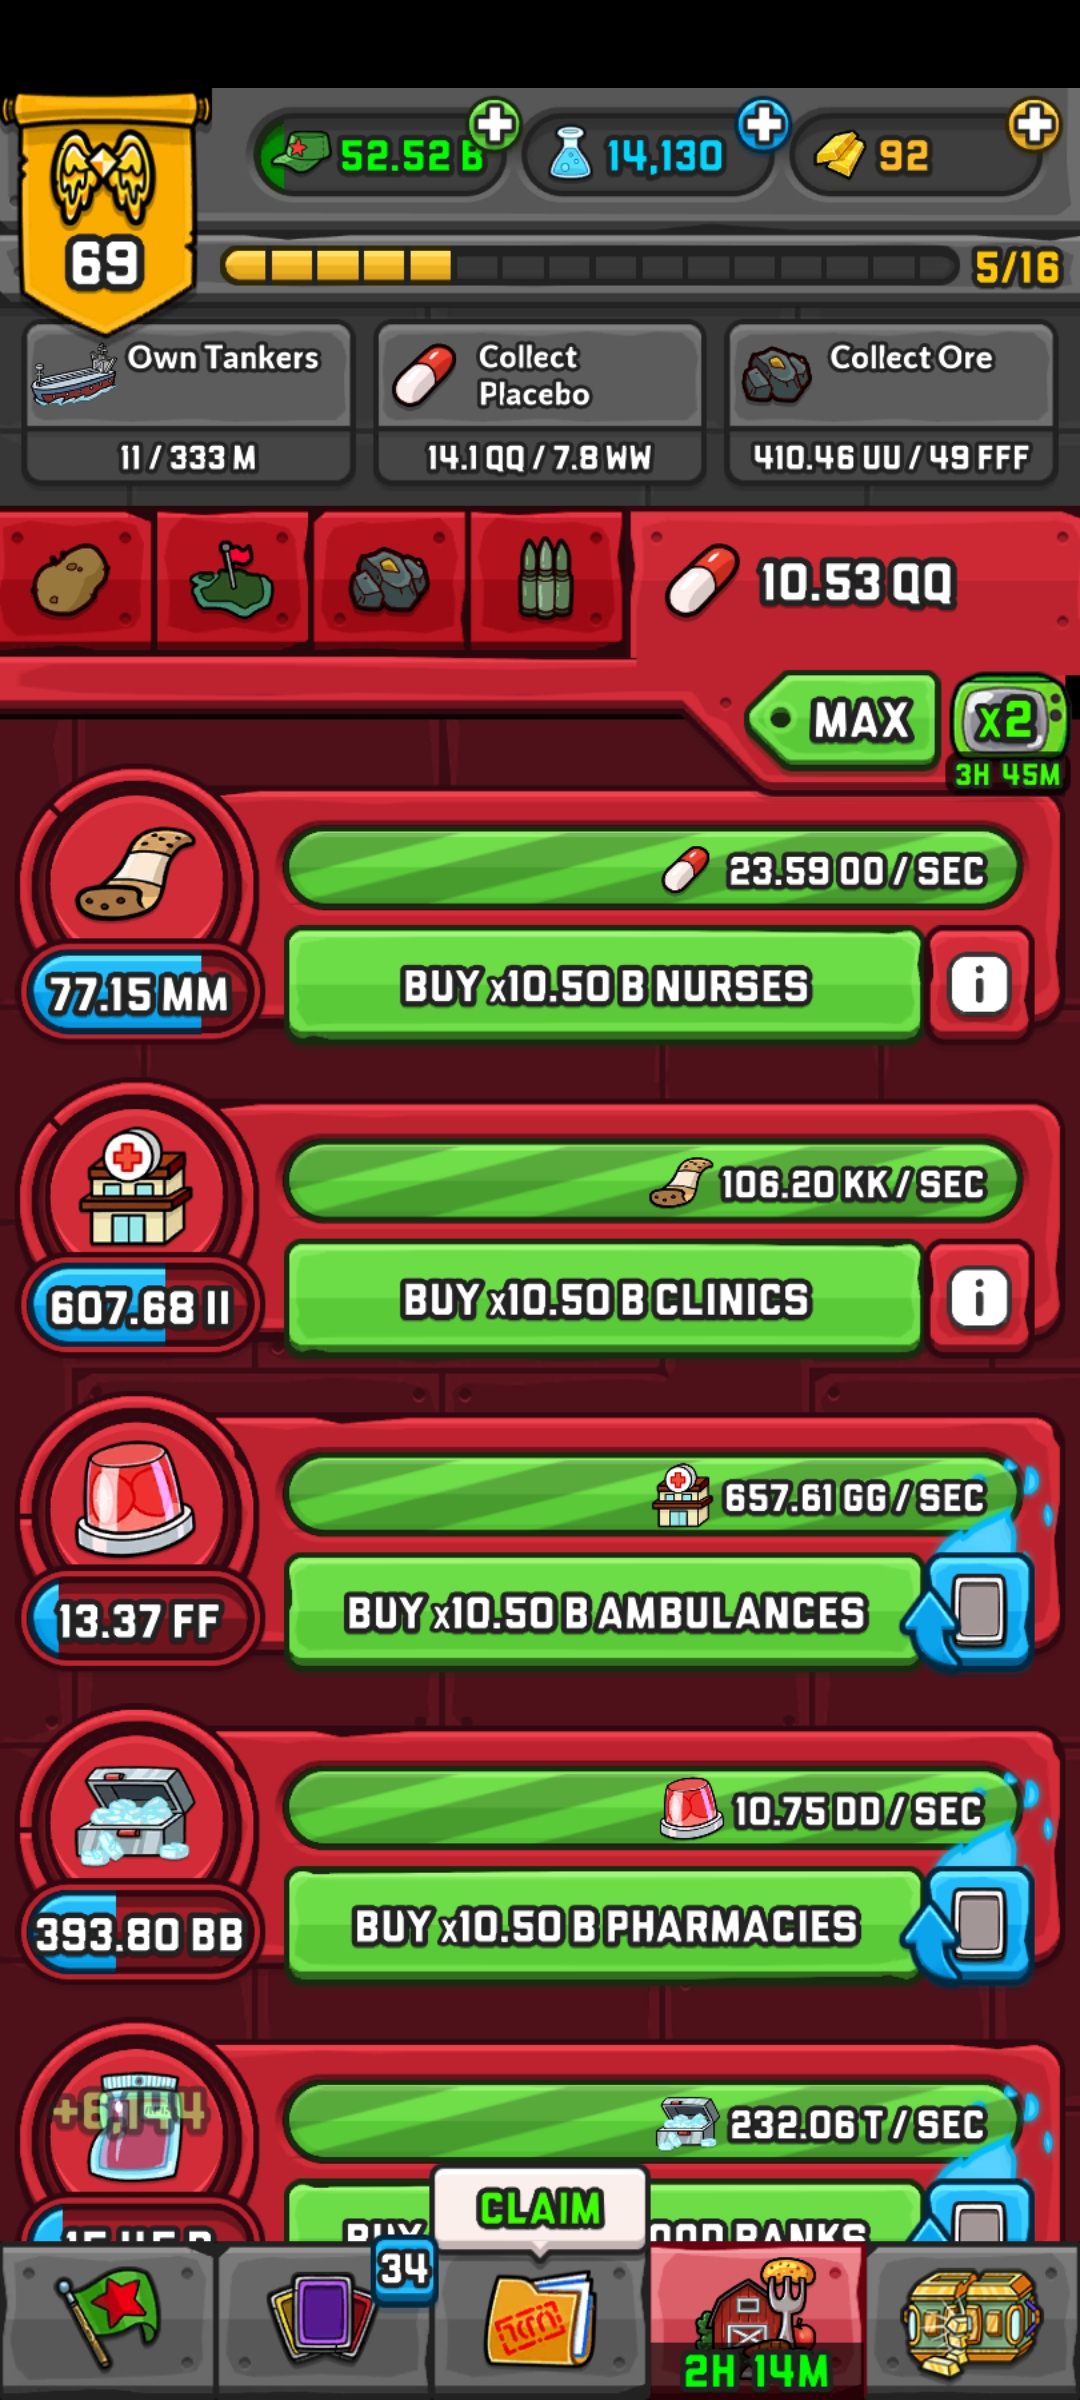 52.52 B
14,130
92
69
5/16
Own Tankers
11 / 333 M
Collect
Placebo
14.1 QQ / 7.8 WW
Collect Ore
410.46 UU / 49 FFF
10.53 QQ
MAX
x2
3H 45M
23.59 OO / SEC
77.15 MM
BUY x10.50 B NURSES
106.20 KK / SEC
607.68 II
BUY x10.50 B CLINICS
657.61 GG / SEC
13.37 FF
BUY x10.50 B AMBULANCES
10.75 DD / SEC
393.80 BB
BUY x10.50 B PHARMACIES
+6,144
232.06 T / SEC
BUY
BANKS
CLAIM
34
2H 14M